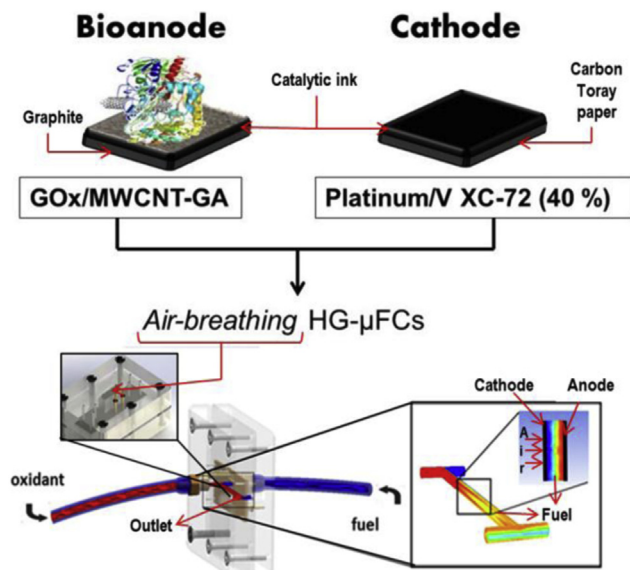 Bioanode
Cathode
Catalytic ink
Carbon
Toray
paper
Graphite
GOx/MWCNT-GA
Platinum/V XC-72 (40 %)
Air-breathing HG-µFCs
Cathode
Anode
A
i
r
oxidant
Outlet
fuel
Fuel